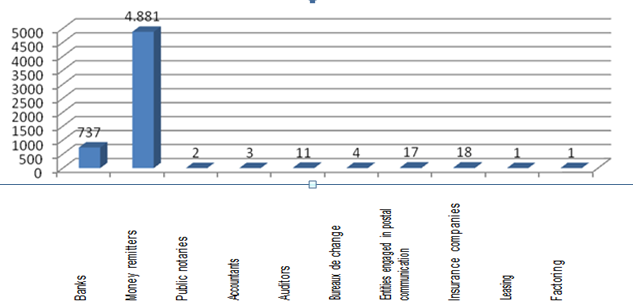 4.881
5000
4500
4000
3500
3000
2500
2000
1500
1000
500
0
737
2
3
11
4
17
18
1
1
Banks
Money remitters
Public notaries
Accountants
Auditors
Bureaux de change
Entities engaged in postal
communication
Insurance companies
Leasing
Factoring